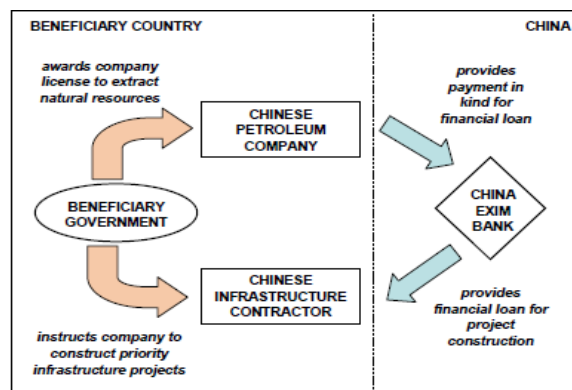 BENEFICIARY COUNTRY
CHINA
awards company
license to extract
natural resources
CHINESE
PETROLEUM
COMPANY
provides
payment in
kind for
financial loan
BENEFICIARY
GOVERNMENT
CHINA
EXIM
BANK
CHINESE
INFRASTRUCTURE
CONTRACTOR
instructs company to
construct priority
infrastructure projects
provides
financial loan for
project
construction